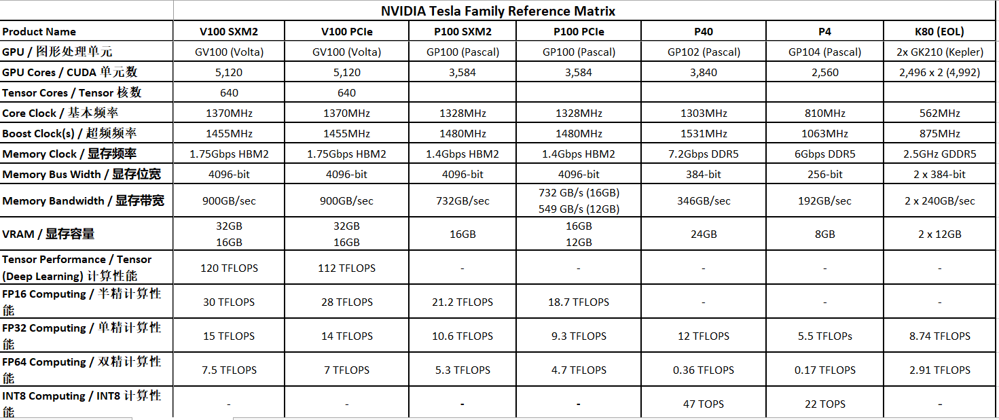 NVIDIA Tesla Family Reference Matrix
Product Name V100 SXM2 V100 PCIe P100 SXM2 P100 PCIe P40 P4 K80 (EOL)
GPU / 图形处理单元 GV100 (Volta) GV100 (Volta) GP100 (Pascal) GP100 (Pascal) GP102 (Pascal) GP104 (Pascal) 2x GK210 (Kepler)
GPU Cores / CUDA 单元数 5,120 5,120 3,584 3,584 3,840 2,560 2,496 x 2 (4,992)
Tensor Cores / Tensor 核数 640 640
Core Clock / 基本频率 1370MHz 1370MHz 1328MHz 1328MHz 1303MHz 810MHz 562MHz
Boost Clock(s) / 超频频率 1455MHz 1455MHz 1480MHz 1480MHz 1531MHz 1063MHz 875MHz
Memory Clock / 显存频率 1.75Gbps HBM2 1.75Gbps HBM2 1.4Gbps HBM2 1.4Gbps HBM2 7.2Gbps DDR5 6Gbps DDR5 2.5GHz GDDR5
Memory Bus Width / 显存位宽 4096-bit 4096-bit 4096-bit 4096-bit 384-bit 256-bit 2 x 384-bit
Memory Bandwidth / 显存带宽 900GB/sec 900GB/sec 732GB/sec 732 GB/s (16GB) 346GB/sec 192GB/sec 2 x 240GB/sec
549 GB/s (12GB)
VRAM / 显存容量 32GB 32GB 16GB 16GB 24GB 8GB 2 x 12GB
16GB 16GB 12GB
Tensor Performance / Tensor
(Deep Learning) 计算性能 120 TFLOPS 112 TFLOPS - - - - -
FP16 Computing / 半精计算性
能 30 TFLOPS 28 TFLOPS 21.2 TFLOPS 18.7 TFLOPS - - -
FP32 Computing / 单精计算性
能 15 TFLOPS 14 TFLOPS 10.6 TFLOPS 9.3 TFLOPS 12 TFLOPS 5.5 TFLOPs 8.74 TFLOPS
FP64 Computing / 双精计算性
能 7.5 TFLOPS 7 TFLOPS 5.3 TFLOPS 4.7 TFLOPS 0.36 TFLOPS 0.17 TFLOPS 2.91 TFLOPS
INT8 Computing / INT8 计算性
能 - - - - 47 TOPS 22 TOPS -